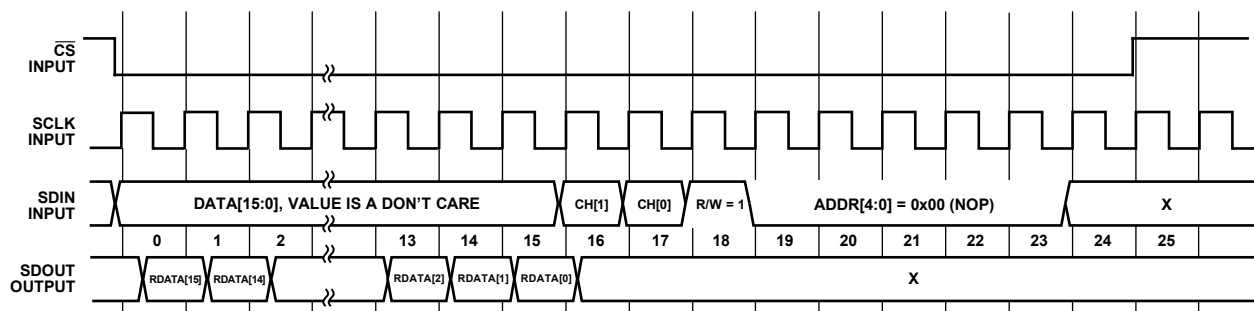 CS
INPUT
SCLK
INPUT
SDIN
INPUT
DATA[15:0], VALUE IS A DON'T CARE
CH[1]
CH[0]
R/W = 1
ADDR[4:0] = 0x00 (NOP)
X
0 1 2 13 14 15 16 17 18 19 20 21 22 23 24 25
SDOUT
OUTPUT
RDATA[15]
RDATA[14]
RDATA[2]
RDATA[1]
RDATA[0]
X